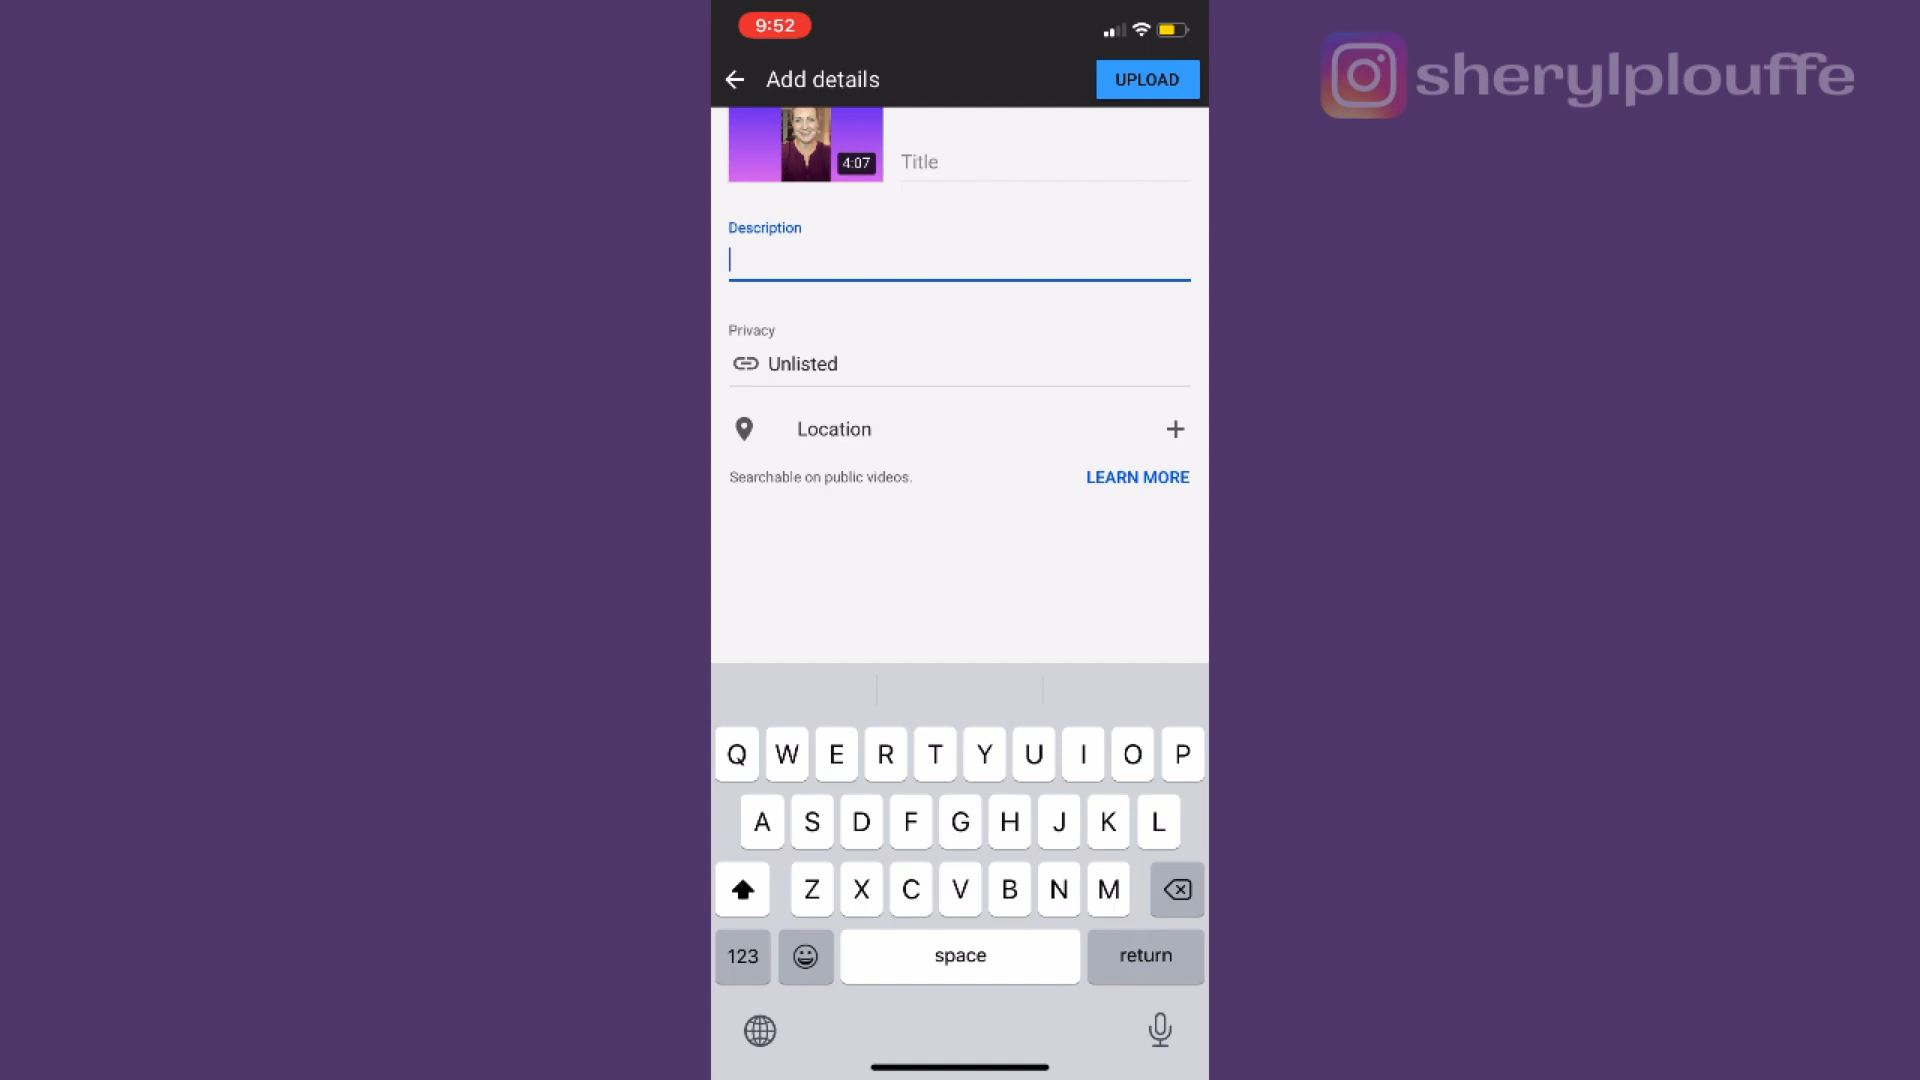 9:52
sherylplouffe
Add details
UPLOAD
4:07
Title
Description
Privacy
Unlisted
Location
+
Searchable on public videos.
LEARN MORE
Q W E R T Y U I O P
A S D F G H J K L
Z X C V B N M
123
space
return